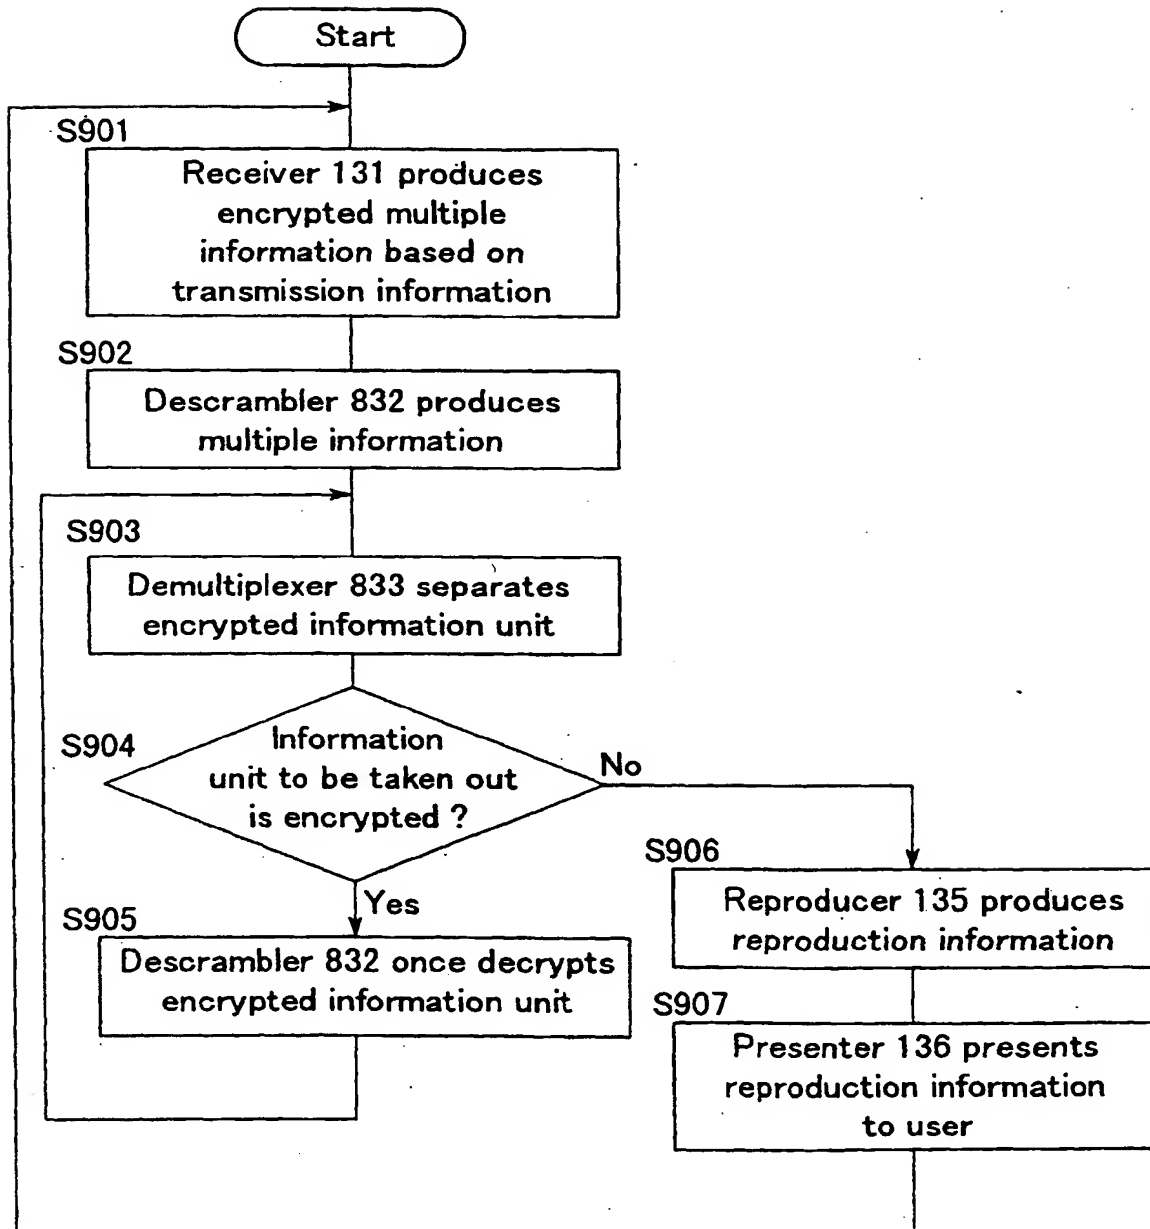 Start
S901
Receiver 131 produces
encrypted multiple
information based on
transmission information
S902
Descrambler 832 produces
multiple information
S903
Demultiplexer 833 separates
encrypted information unit
S904
Information
unit to be taken out
is encrypted ?
No
Yes
S905
Descrambler 832 once decrypts
encrypted information unit
S906
Reproducer 135 produces
reproduction information
S907
Presenter 136 presents
reproduction information
to user